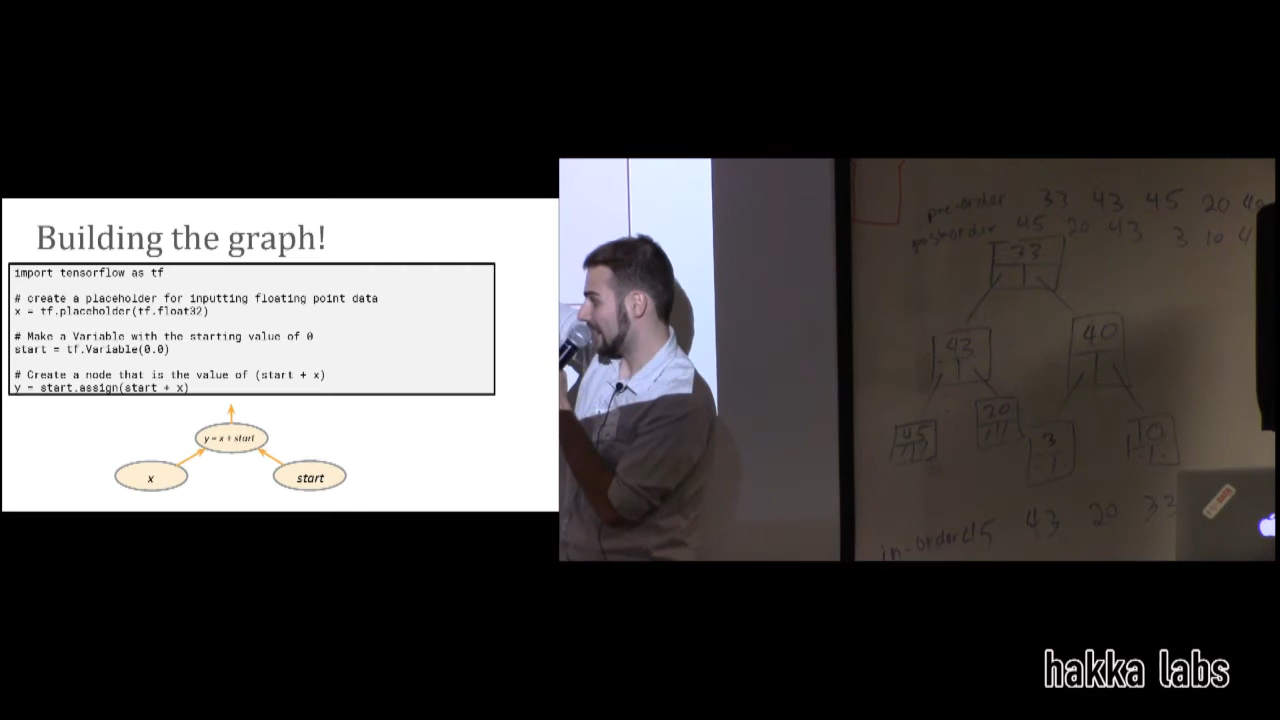 Building the graph!
import tensorflow as tf
# create a placeholder for inputting floating point data
x = tf.placeholder(tf.float32)
# Make a Variable with the starting value of 0
start = tf.Variable(0.0)
# Create a node that is the value of (start + x)
y = start.assign(start + x)
y = x + start
x
start
pre-order 33 43 45 20 40
postorder 45 20 43 3 10 4
33
43
40
45
20
3
10
in-order 45 43 20 33
hakka labs